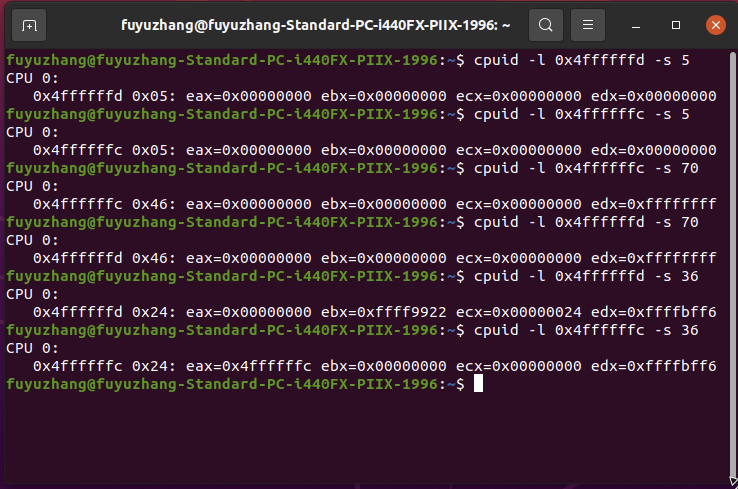 fuyuzhang@fuyuzhang-Standard-PC-i440FX-PIIX-1996: ~
fuyuzhang@fuyuzhang-Standard-PC-i440FX-PIIX-1996:~$ cpuid -l 0x4ffffffd -s 5
CPU 0:
   0x4ffffffd 0x05: eax=0x00000000 ebx=0x00000000 ecx=0x00000000 edx=0x00000000
fuyuzhang@fuyuzhang-Standard-PC-i440FX-PIIX-1996:~$ cpuid -l 0x4ffffffc -s 5
CPU 0:
   0x4ffffffc 0x05: eax=0x00000000 ebx=0x00000000 ecx=0x00000000 edx=0x00000000
fuyuzhang@fuyuzhang-Standard-PC-i440FX-PIIX-1996:~$ cpuid -l 0x4ffffffc -s 70
CPU 0:
   0x4ffffffc 0x46: eax=0x00000000 ebx=0x00000000 ecx=0x00000000 edx=0xffffffff
fuyuzhang@fuyuzhang-Standard-PC-i440FX-PIIX-1996:~$ cpuid -l 0x4ffffffd -s 70
CPU 0:
   0x4ffffffd 0x46: eax=0x00000000 ebx=0x00000000 ecx=0x00000000 edx=0xffffffff
fuyuzhang@fuyuzhang-Standard-PC-i440FX-PIIX-1996:~$ cpuid -l 0x4ffffffd -s 36
CPU 0:
   0x4ffffffd 0x24: eax=0x00000000 ebx=0xffff9922 ecx=0x00000024 edx=0xffffbff6
fuyuzhang@fuyuzhang-Standard-PC-i440FX-PIIX-1996:~$ cpuid -l 0x4ffffffc -s 36
CPU 0:
   0x4ffffffc 0x24: eax=0x4ffffffc ebx=0x00000000 ecx=0x00000000 edx=0xffffbff6
fuyuzhang@fuyuzhang-Standard-PC-i440FX-PIIX-1996:~$